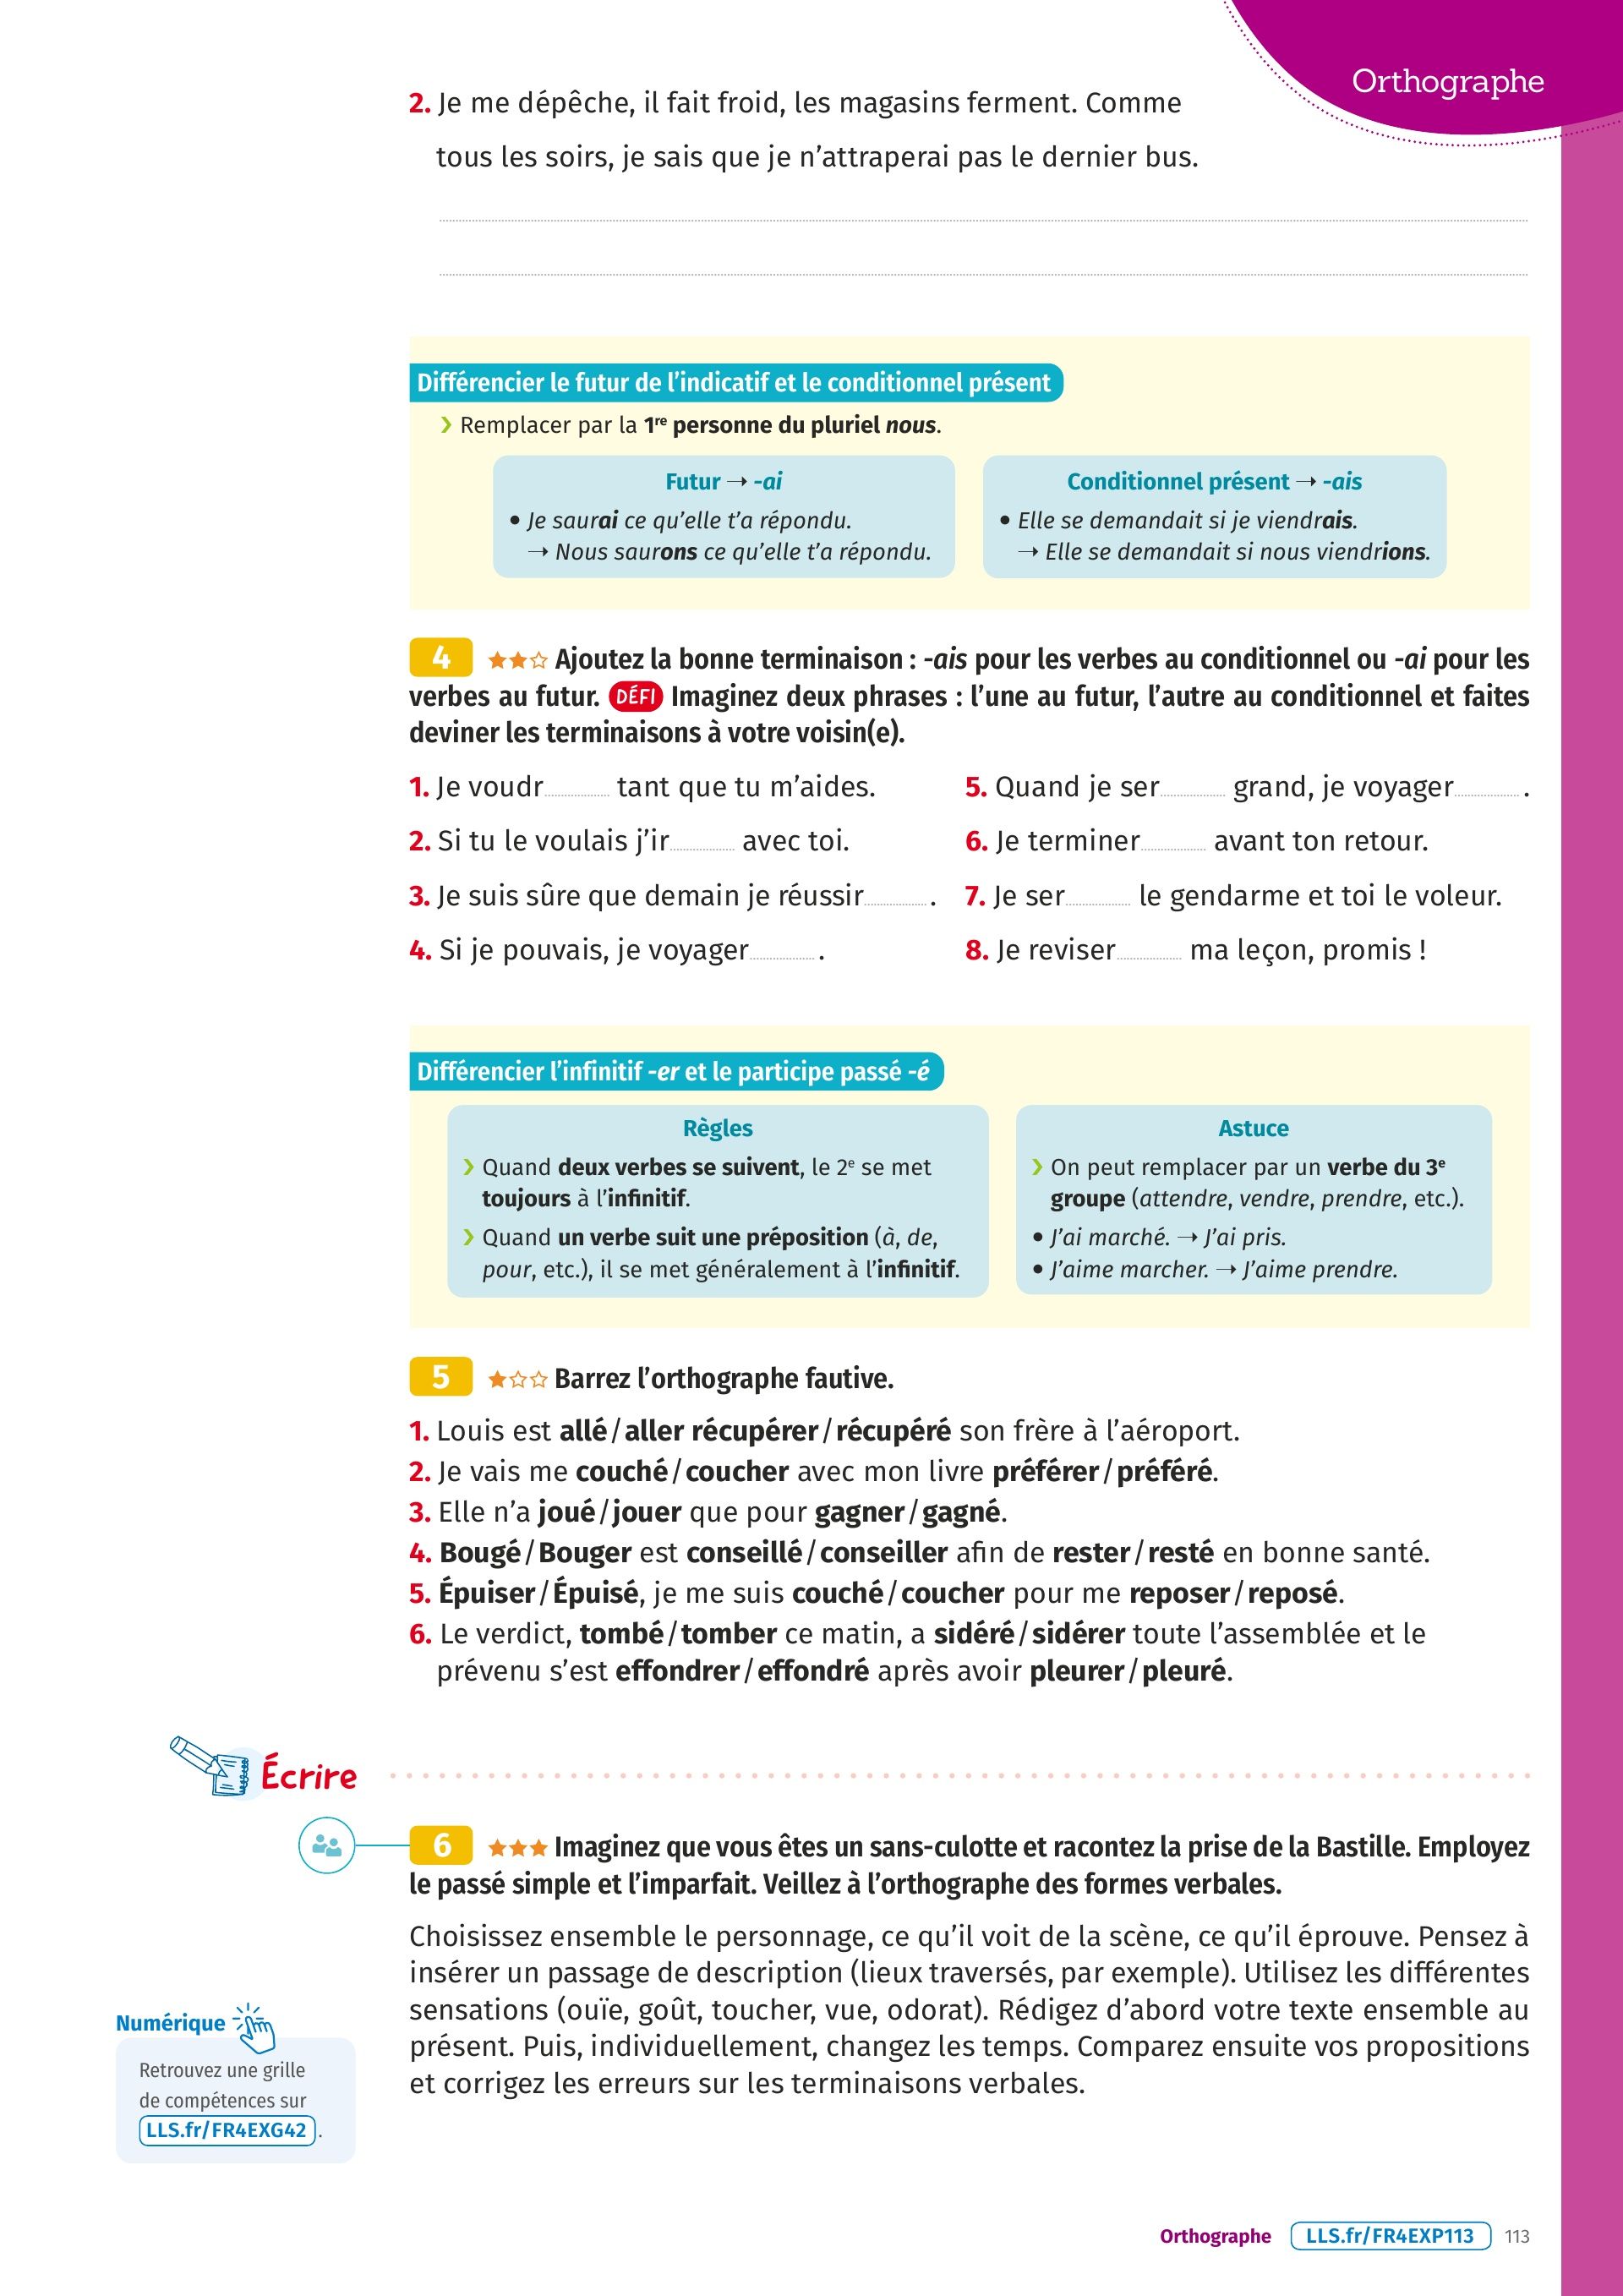 Orthographe
2. Je me dépêche, il fait froid, les magasins ferment. Comme
tous les soirs, je sais que je n’attraperai pas le dernier bus.
Différencier le futur de l’indicatif et le conditionnel présent
› Remplacer par la 1re personne du pluriel nous.
Futur → -ai
• Je saurai ce qu’elle t’a répondu.
→ Nous saurons ce qu’elle t’a répondu.
Conditionnel présent → -ais
• Elle se demandait si je viendrais.
→ Elle se demandait si nous viendrions.
4 ★★☆ Ajoutez la bonne terminaison : -ais pour les verbes au conditionnel ou -ai pour les
verbes au futur. DÉFI Imaginez deux phrases : l’une au futur, l’autre au conditionnel et faites
deviner les terminaisons à votre voisin(e).
1. Je voudr............ tant que tu m’aides.
2. Si tu le voulais j’ir............ avec toi.
3. Je suis sûre que demain je réussir............ .
4. Si je pouvais, je voyager............ .
5. Quand je ser............ grand, je voyager............ .
6. Je terminer............ avant ton retour.
7. Je ser............ le gendarme et toi le voleur.
8. Je reviser............ ma leçon, promis !
Différencier l’infinitif -er et le participe passé -é
Règles
› Quand deux verbes se suivent, le 2e se met
toujours à l’infinitif.
› Quand un verbe suit une préposition (à, de,
pour, etc.), il se met généralement à l’infinitif.
Astuce
› On peut remplacer par un verbe du 3e
groupe (attendre, vendre, prendre, etc.).
• J’ai marché. → J’ai pris.
• J’aime marcher. → J’aime prendre.
5 ★☆☆ Barrez l’orthographe fautive.
1. Louis est allé / aller récupérer / récupéré son frère à l’aéroport.
2. Je vais me couché / coucher avec mon livre préférer / préféré.
3. Elle n’a joué / jouer que pour gagner / gagné.
4. Bougé / Bouger est conseillé / conseiller afin de rester / resté en bonne santé.
5. Épuiser / Épuisé, je me suis couché / coucher pour me reposer / reposé.
6. Le verdict, tombé / tomber ce matin, a sidéré / sidérer toute l’assemblée et le
prévenu s’est effondrer / effondré après avoir pleurer / pleuré.
Écrire
6 ★★★ Imaginez que vous êtes un sans-culotte et racontez la prise de la Bastille. Employez
le passé simple et l’imparfait. Veillez à l’orthographe des formes verbales.
Choisissez ensemble le personnage, ce qu’il voit de la scène, ce qu’il éprouve. Pensez à
insérer un passage de description (lieux traversés, par exemple). Utilisez les différentes
sensations (ouïe, goût, toucher, vue, odorat). Rédigez d’abord votre texte ensemble au
présent. Puis, individuellement, changez les temps. Comparez ensuite vos propositions
et corrigez les erreurs sur les terminaisons verbales.
Numérique
Retrouvez une grille
de compétences sur
LLS.fr/FR4EXG42 .
Orthographe LLS.fr/FR4EXP113 113